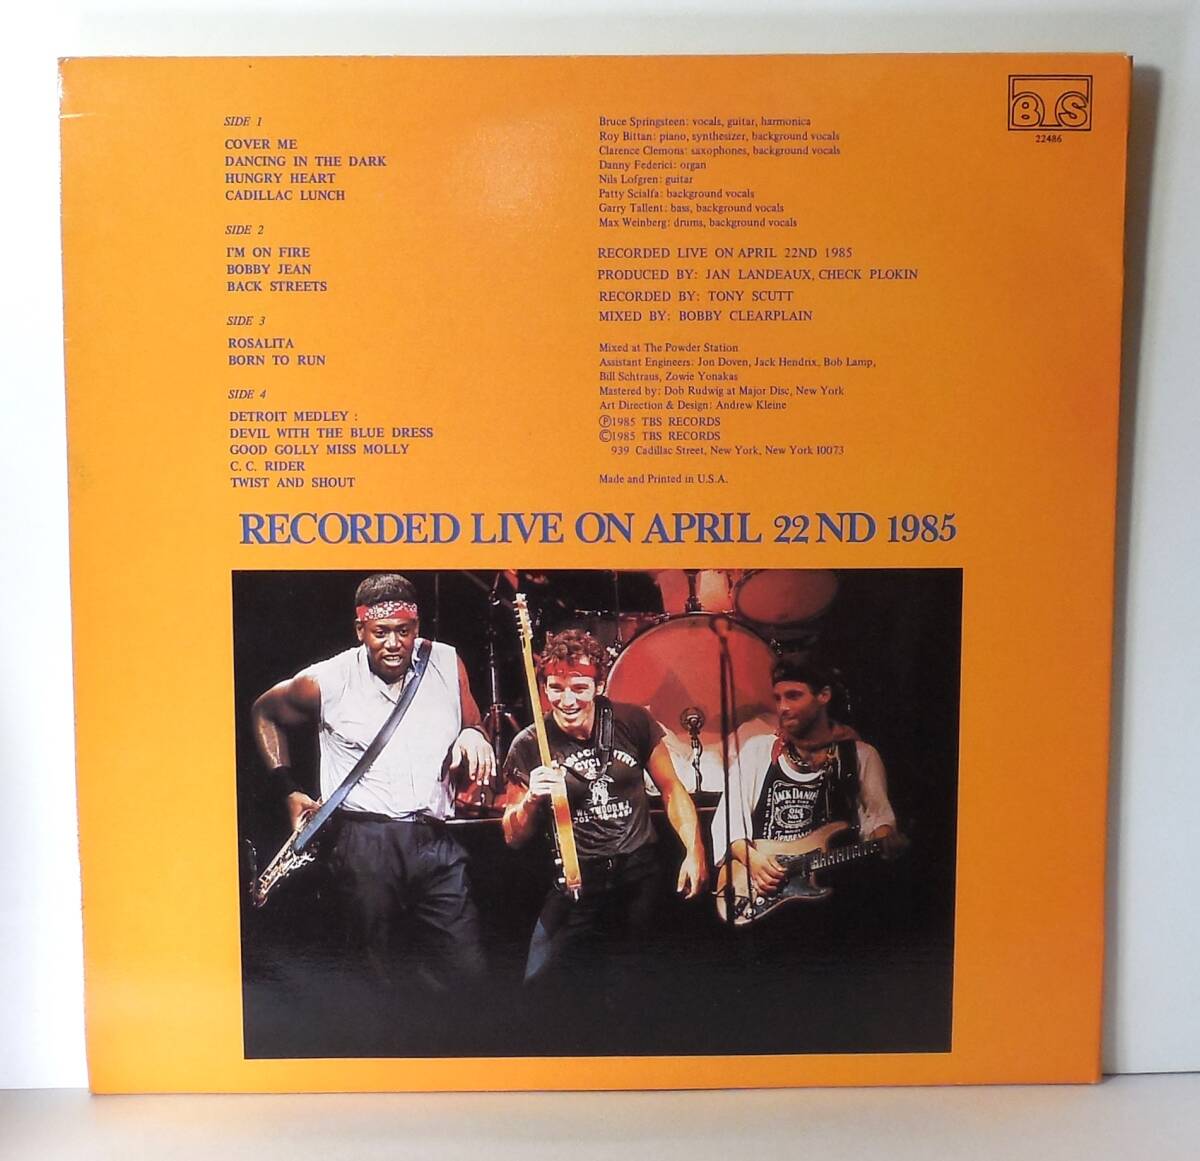 SIDE 1
COVER ME
DANCING IN THE DARK
HUNGRY HEART
CADILLAC LUNCH
SIDE 2
I'M ON FIRE
BOBBY JEAN
BACK STREETS
SIDE 3
ROSALITA
BORN TO RUN
SIDE 4
DETROIT MEDLEY :
DEVIL WITH THE BLUE DRESS
GOOD GOLLY MISS MOLLY
C. C. RIDER
TWIST AND SHOUT
Bruce Springsteen: vocals, guitar, harmonica
Roy Bittan: piano, synthesizer, background vocals
Clarence Clemons: saxophones, background vocals
Danny Federici: organ
Nils Lofgren: guitar
Patty Scialfa: background vocals
Garry Tallent: bass, background vocals
Max Weinberg: drums, background vocals
RECORDED LIVE ON APRIL 22ND 1985
PRODUCED BY: JAN LANDEAUX, CHECK PLOKIN
RECORDED BY: TONY SCUTT
MIXED BY: BOBBY CLEARPLAIN
Mixed at The Powder Station
Assistant Engineers: Jon Doven, Jack Hendrix, Bob Lamp,
Bill Schtraus, Zowie Yonakas
Mastered by: Dob Rudwig at Major Disc, New York
Art Direction & Design: Andrew Kleine
Ⓟ1985 TBS RECORDS
©1985 TBS RECORDS
939 Cadillac Street, New York, New York 10073
Made and Printed in U.S.A.
BTS
22486
RECORDED LIVE ON APRIL 22ND 1985
JACK DANIEL
OLD TIME
No.7
Tennessee